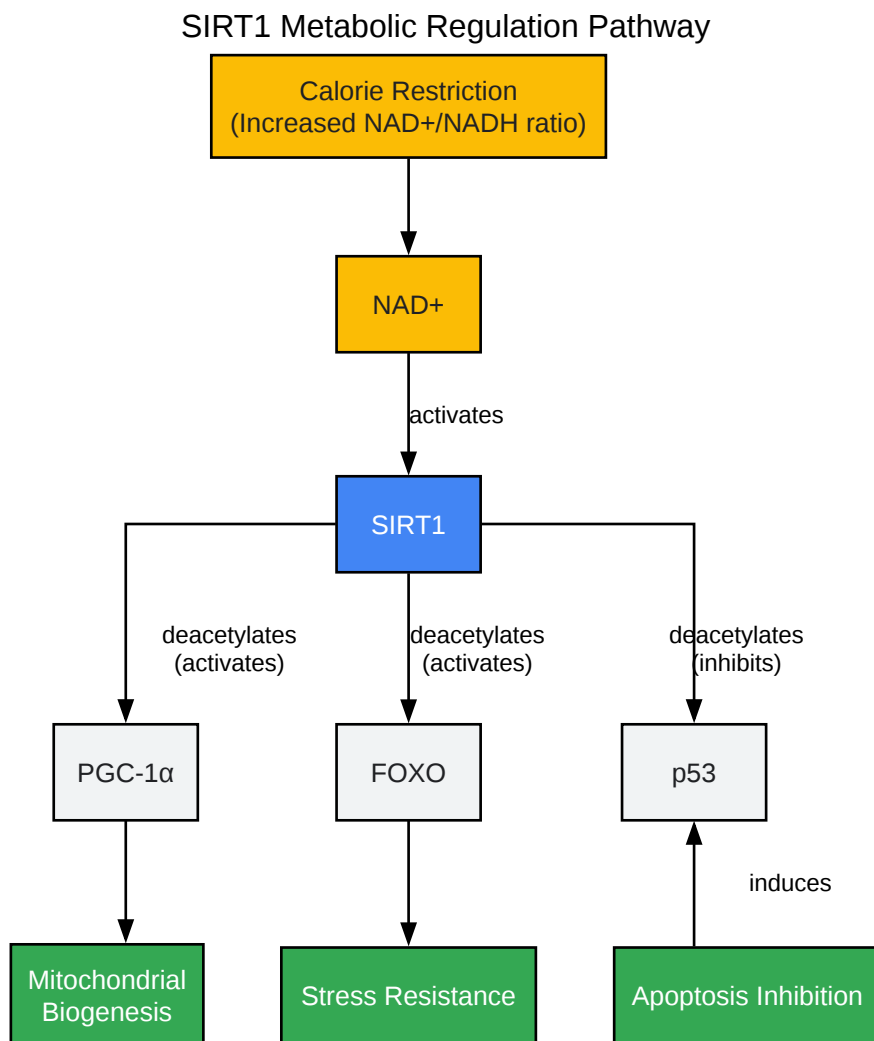 SIRT1 Metabolic Regulation Pathway
Calorie Restriction
(Increased NAD+/NADH ratio)
NAD+
activates
SIRT1
deacetylates
(activates)
deacetylates
(activates)
deacetylates
(inhibits)
PGC-1α
FOXO
p53
induces
Mitochondrial
Biogenesis
Stress Resistance
Apoptosis Inhibition